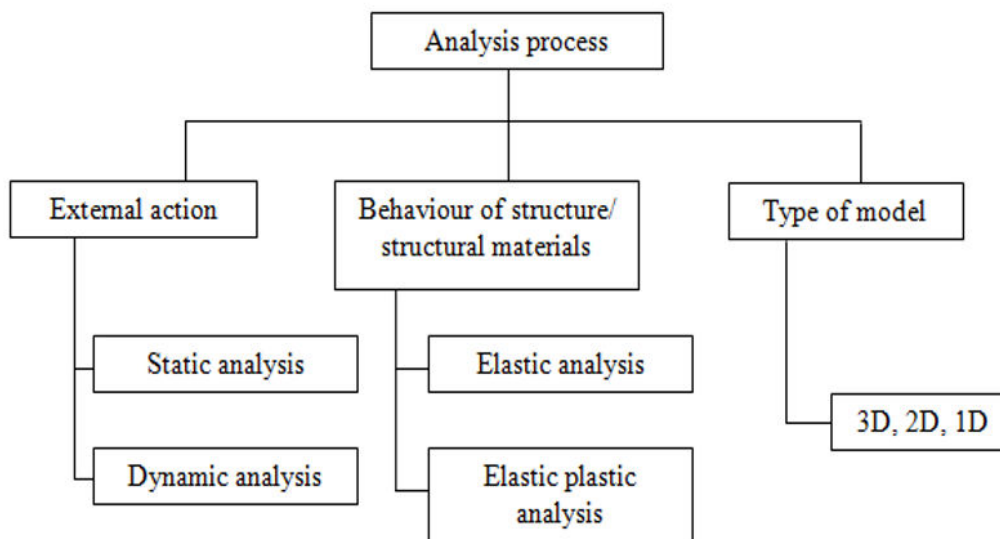 Analysis process
External action
Behaviour of structure/
structural materials
Type of model
Static analysis
Elastic analysis
3D, 2D, 1D
Dynamic analysis
Elastic plastic
analysis